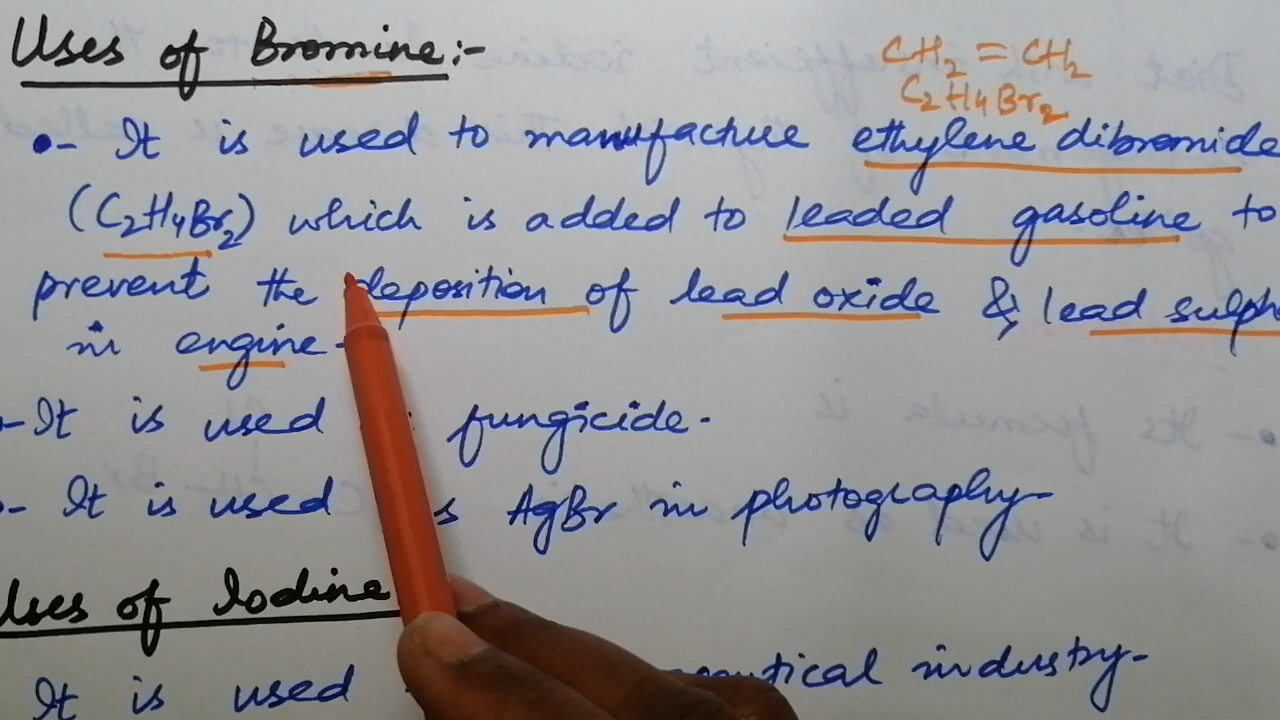 Uses of Bromine:-
CH2 = CH2
C2H4Br2
•- It is used to manufacture ethylene dibromide
(C2H4Br2) which is added to leaded gasoline to
prevent the deposition of lead oxide & lead sulph
in engine.
- It is used fungicide.
- It is used s AgBr in photography
Uses of Iodine
It is used ceutical industry.